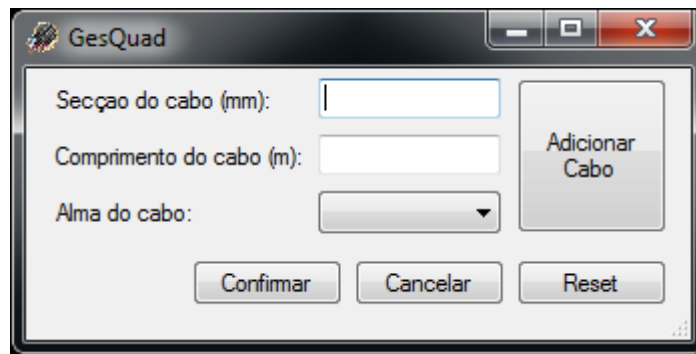 GesQuad
Secçao do cabo (mm):
Comprimento do cabo (m):
Alma do cabo:
Adicionar
Cabo
Confirmar
Cancelar
Reset